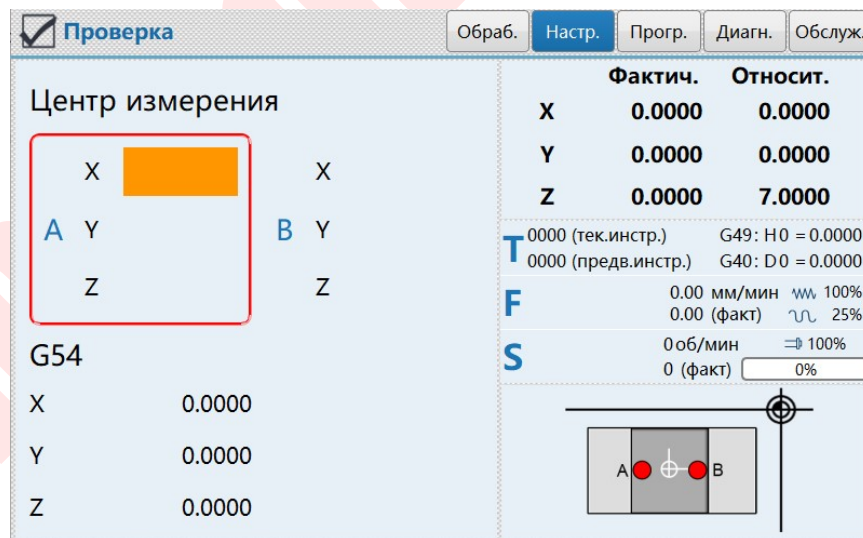 Проверка
Обраб. Настр. Прогр. Диагн. Обслуж.
Центр измерения
A X
Y
Z
B X
Y
Z
G54
X 0.0000
Y 0.0000
Z 0.0000
Фактич. Относит.
X 0.0000 0.0000
Y 0.0000 0.0000
Z 0.0000 7.0000
T 0000 (тек.инстр.) G49: H0 = 0.0000
0000 (предв.инстр.) G40: D0 = 0.0000
F 0.00 мм/мин 100%
0.00 (факт) 25%
S 0 об/мин 100%
0 (факт) 0%
A B